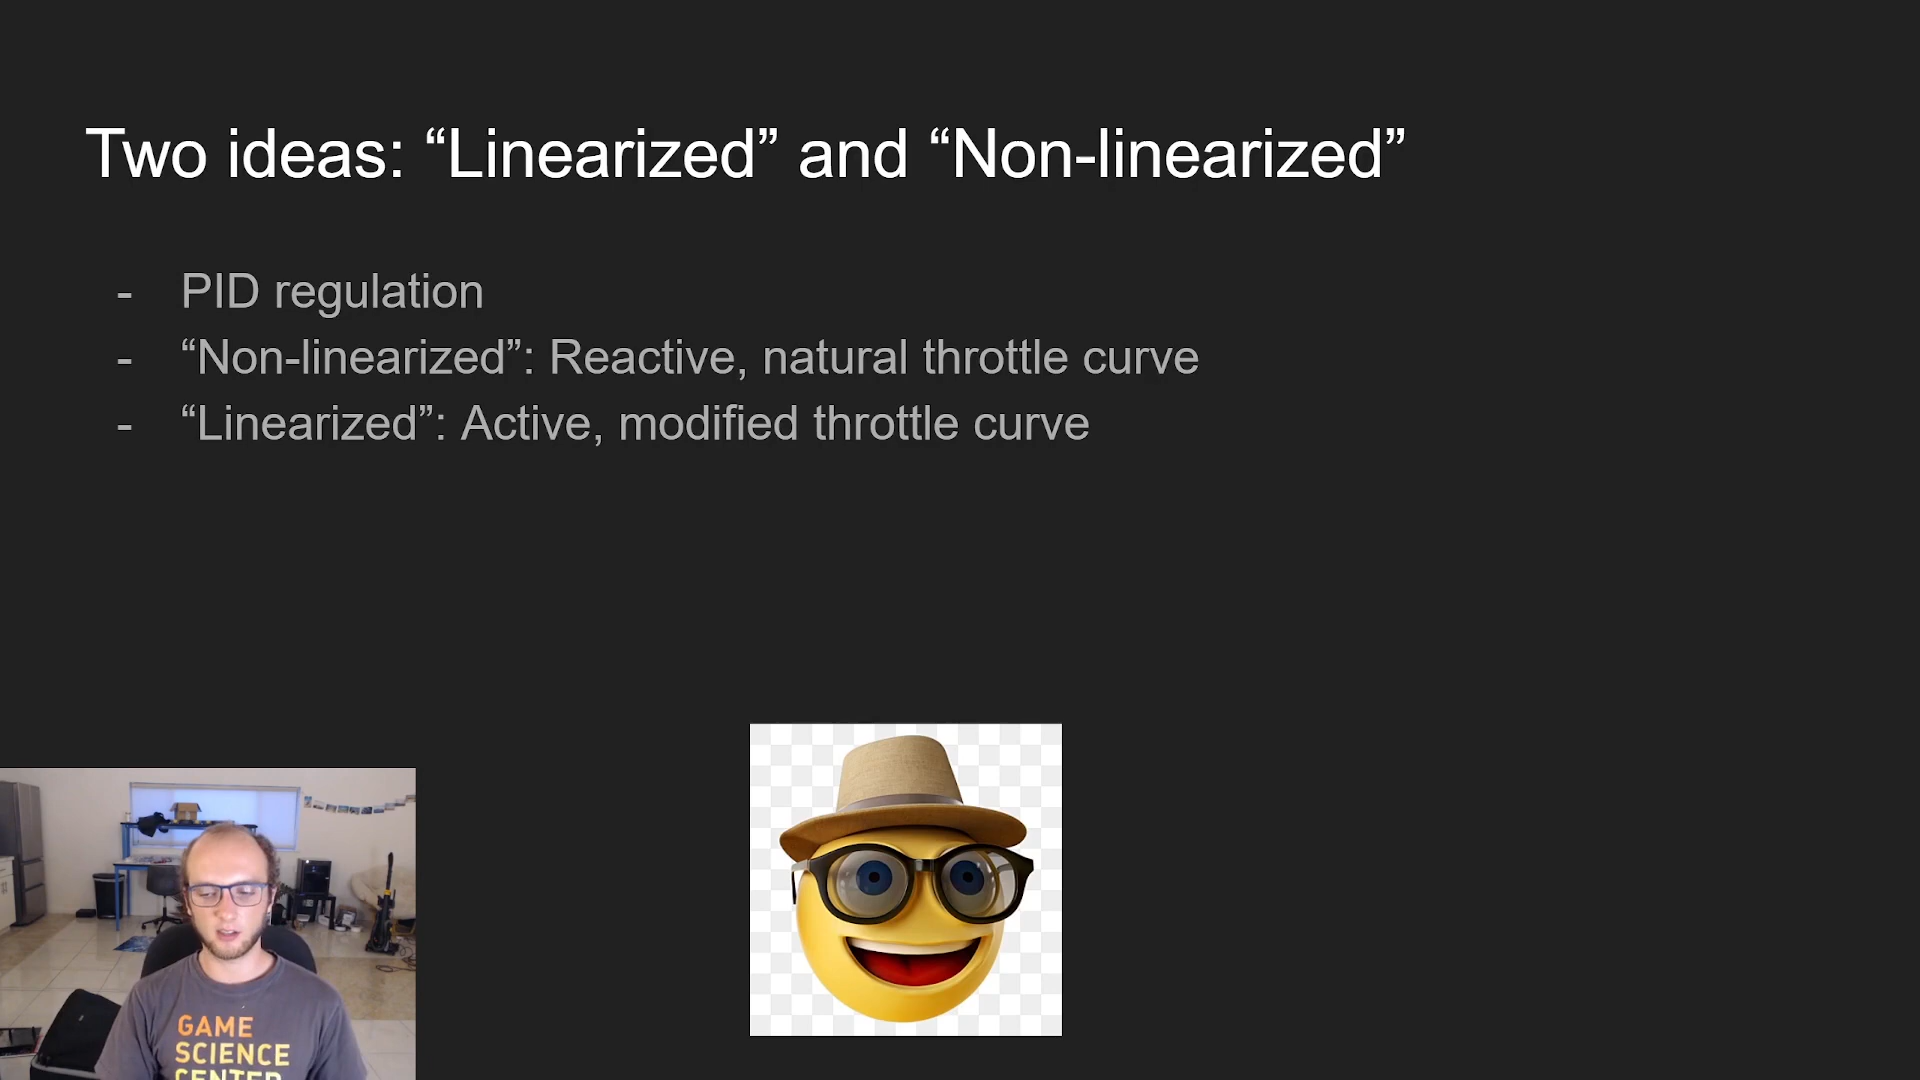 Two ideas: “Linearized” and “Non-linearized”
- PID regulation
- “Non-linearized”: Reactive, natural throttle curve
- “Linearized”: Active, modified throttle curve
GAME
SCIENCE
CENTER